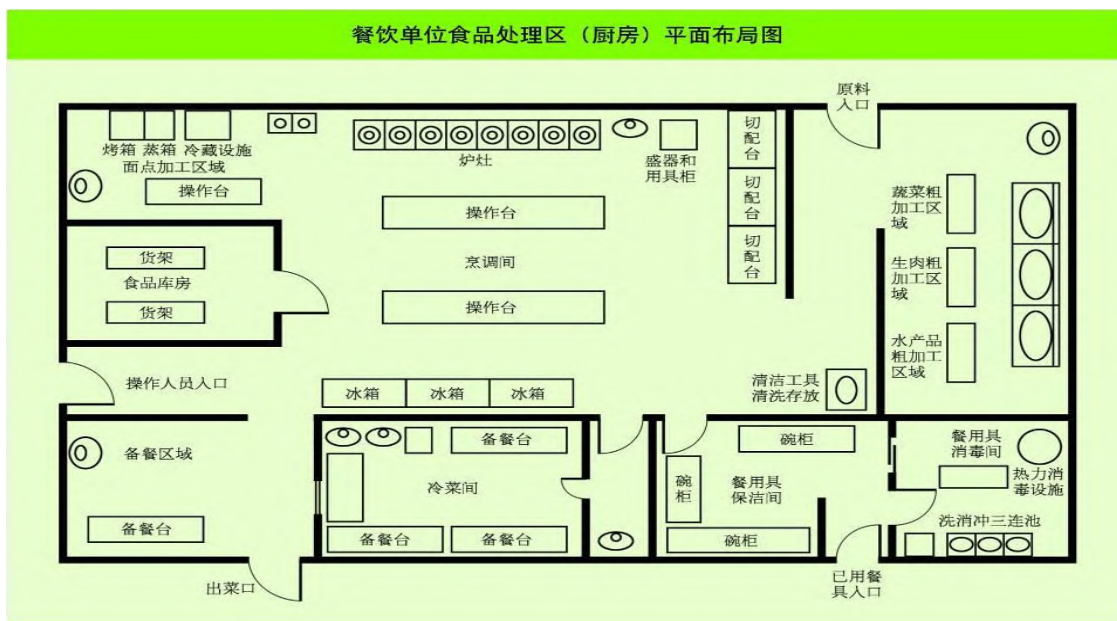 餐饮单位食品处理区（厨房）平面布局图
原料
入口
烤箱 蒸箱 冷藏设施
面点加工区域
操作台
炉灶
盛器和
用具柜
切
配
台
切
配
台
切
配
台
操作台
烹调间
操作台
蔬菜粗
加工区
域
生肉粗
加工区
域
水产品
粗加工
区域
货架
食品库房
货架
操作人员入口
冰箱
冰箱
冰箱
清洁工具
清洗存放
备餐区域
备餐台
备餐台
冷菜间
备餐台
备餐台
碗柜
碗
柜
餐用具
保洁间
碗柜
餐用具
消毒间
热力消
毒设施
洗消冲三连池
出菜口
已用餐
具入口